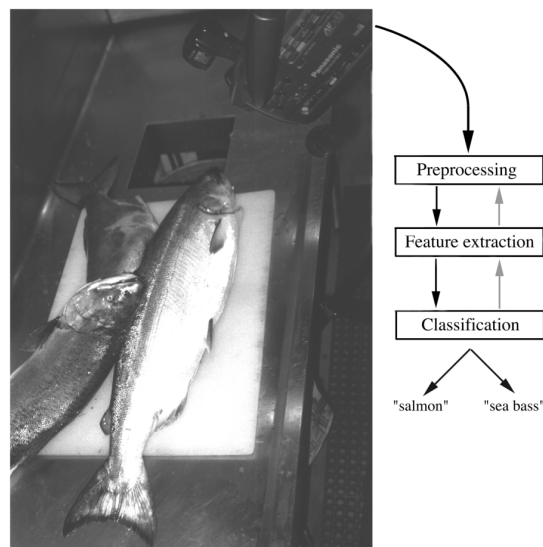 Panasonic
Preprocessing
Feature extraction
Classification
"salmon"
"sea bass"